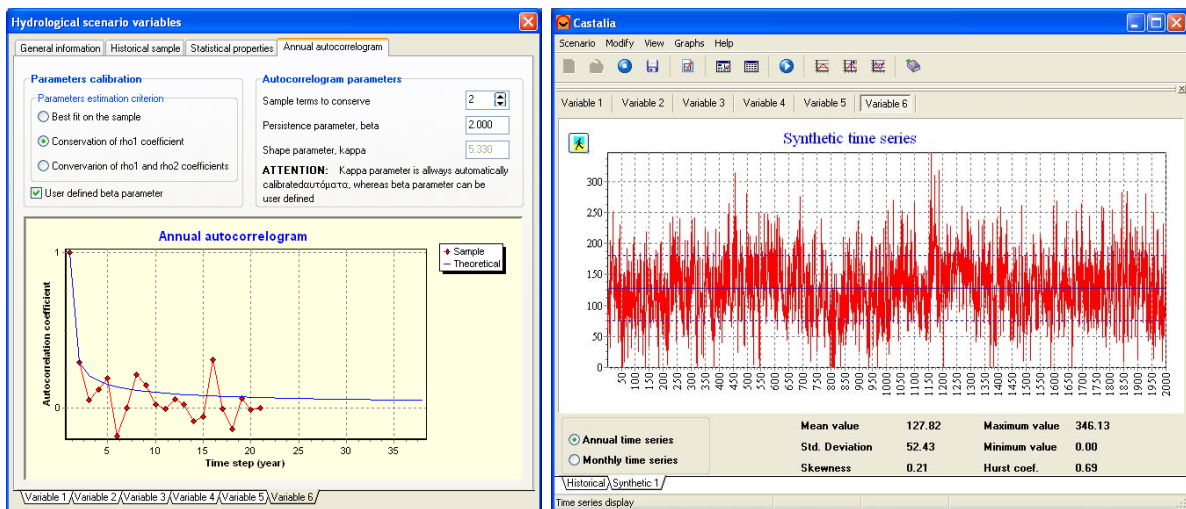 Hydrological scenario variables
General information
Historical sample
Statistical properties
Annual autocorrelogram
Parameters calibration
Parameters estimation criterion
Best fit on the sample
Conservation of rho1 coefficient
Convervarion of rho1 and rho2 coefficients
User defined beta parameter
Autocorrelogram parameters
Sample terms to conserve 2
Persistence parameter, beta 2.000
Shape parameter, kappa 5.330
ATTENTION: Kappa parameter is allways automatically
calibratedαυτόματα, whereas beta parameter can be
user defined
Annual autocorrelogram
Sample
Theoretical
Autocorrelation coefficient
1
0
5 10 15 20 25 30 35
Time step (year)
Variable 1 Variable 2 Variable 3 Variable 4 Variable 5 Variable 6
Castalia
Scenario Modify View Graphs Help
Variable 1 Variable 2 Variable 3 Variable 4 Variable 5 Variable 6
Synthetic time series
300
250
200
150
100
50
0
50 100 150 200 250 300 350 400 450 500 550 600 650 700 750 800 850 900 950 1000 1050 1100 1150 1200 1250 1300 1350 1400 1450 1500 1550 1600 1650 1700 1750 1800 1850 1900 1950 2000
Annual time series
Monthly time series
Mean value 127.82 Maximum value 346.13
Std. Deviation 52.43 Minimum value 0.00
Skewness 0.21 Hurst coef. 0.69
Historical Synthetic 1
Time series display